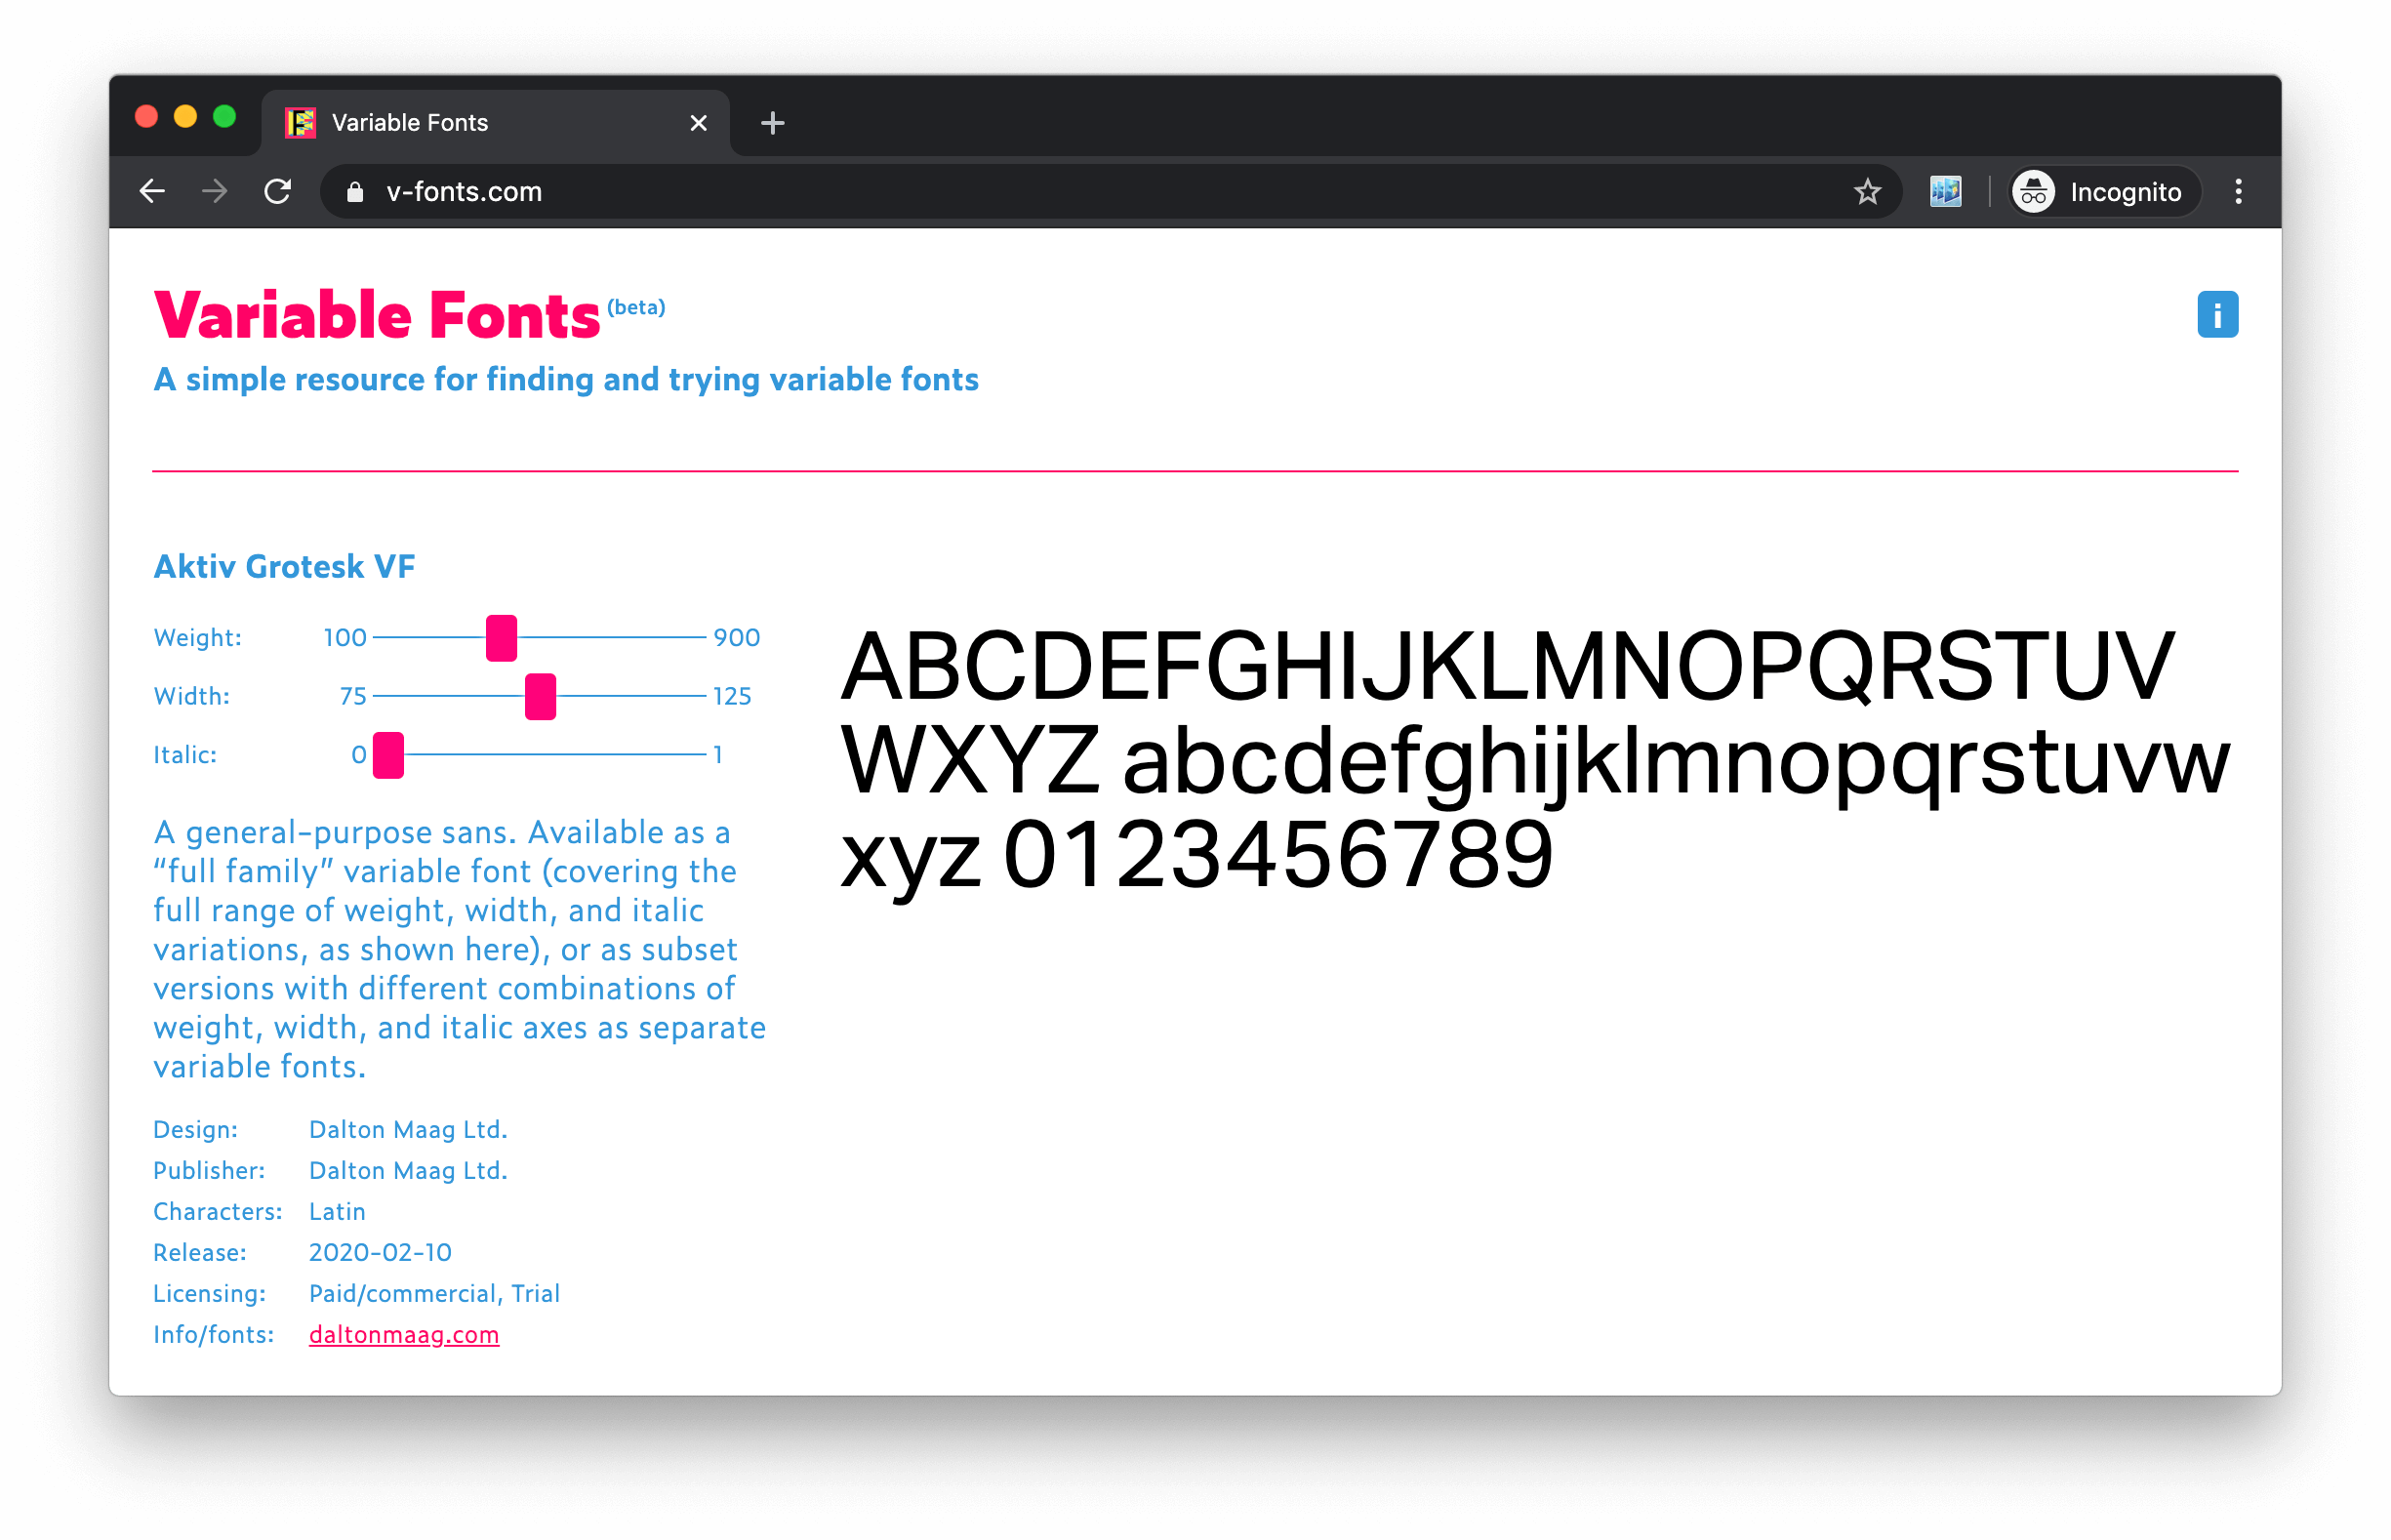 Variable Fonts
v-fonts.com
Incognito
Variable Fonts (beta)
i
A simple resource for finding and trying variable fonts
Aktiv Grotesk VF
Weight: 100 900
Width: 75 125
Italic: 0 1
A general-purpose sans. Available as a
“full family” variable font (covering the
full range of weight, width, and italic
variations, as shown here), or as subset
versions with different combinations of
weight, width, and italic axes as separate
variable fonts.
Design: Dalton Maag Ltd.
Publisher: Dalton Maag Ltd.
Characters: Latin
Release: 2020-02-10
Licensing: Paid/commercial, Trial
Info/fonts: daltonmaag.com
ABCDEFGHIJKLMNOPQRSTUV
WXYZ abcdefghijklmnopqrstuvw
xyz 0123456789